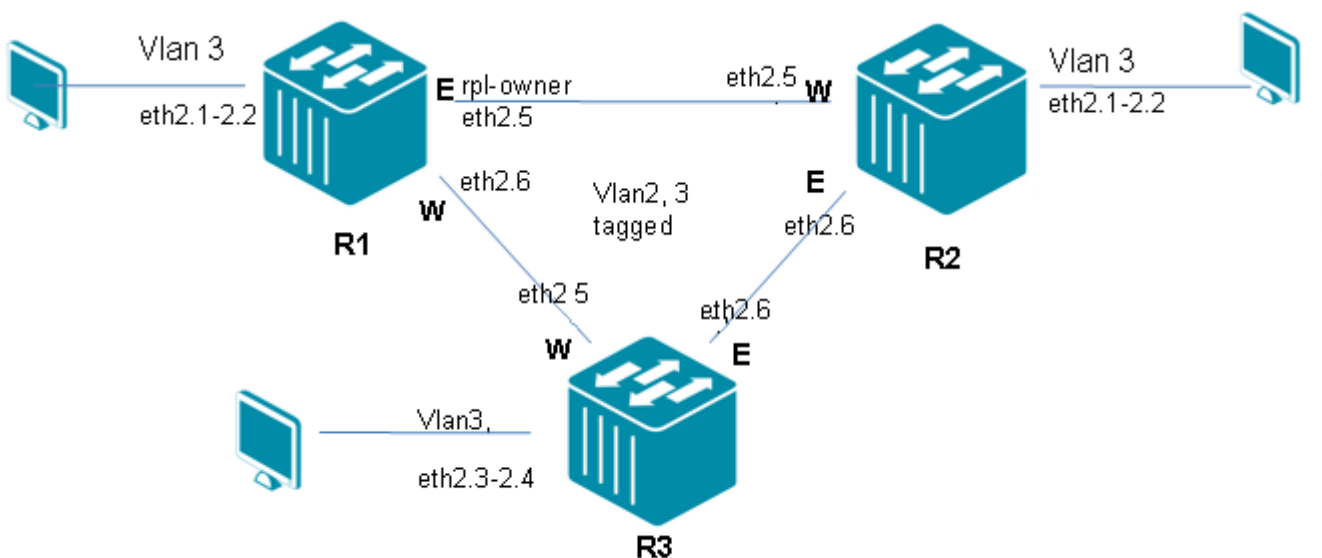 Vlan 3
eth2.1-2.2
E rpl-owner
eth2.5
eth2.5 W
Vlan 3
eth2.1-2.2
eth2.6
W
R1
Vlan2, 3
tagged
E
eth2.6
R2
eth2 5
W
eth2.6
E
Vlan3,
eth2.3-2.4
R3